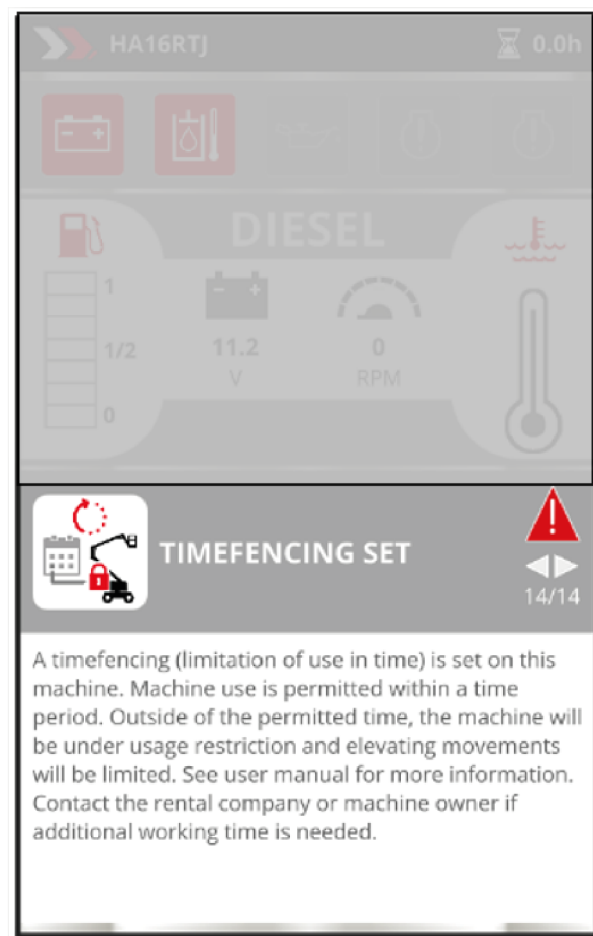 HA16RTJ
0.0h
DIESEL
1
1/2
0
11.2
V
0
RPM
TIMEFENCING SET
14/14
A timefencing (limitation of use in time) is set on this
machine. Machine use is permitted within a time
period. Outside of the permitted time, the machine will
be under usage restriction and elevating movements
will be limited. See user manual for more information.
Contact the rental company or machine owner if
additional working time is needed.